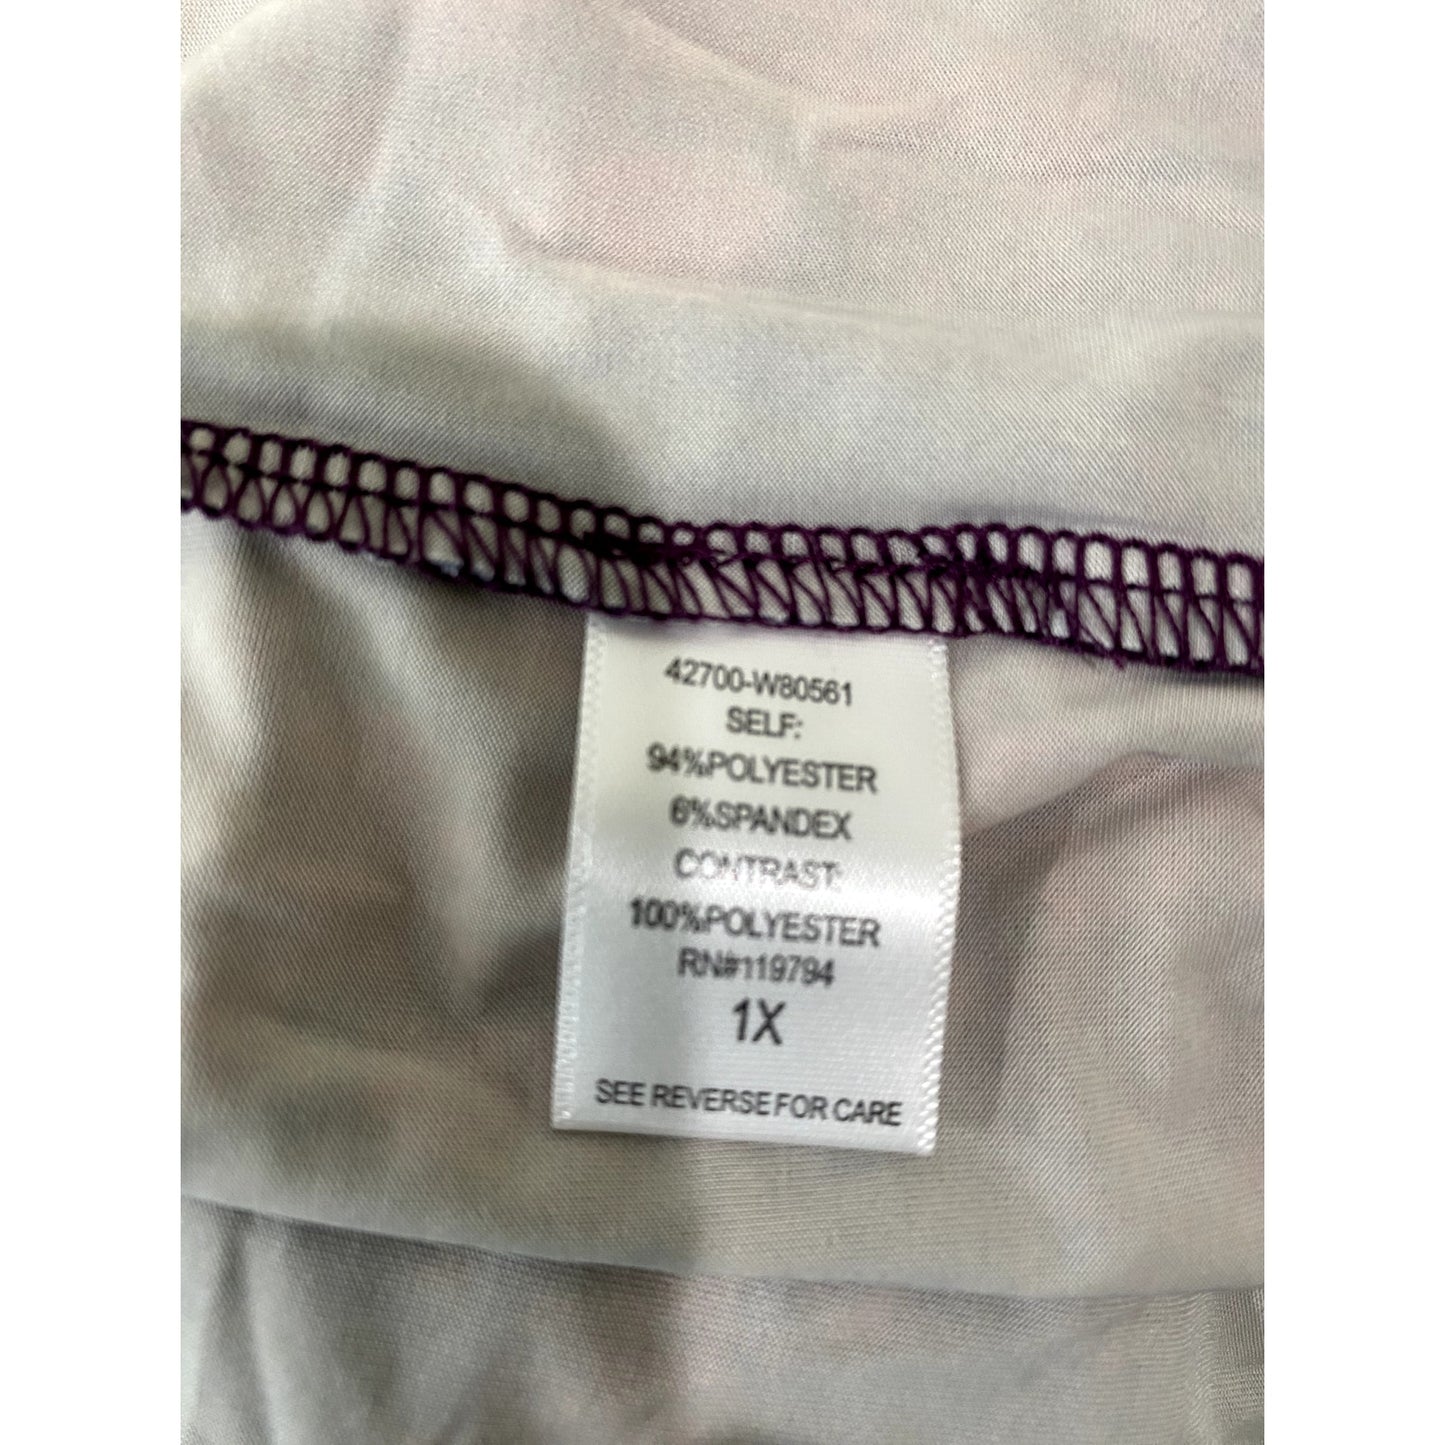 42700-W80561
SELF:
94%POLYESTER
6%SPANDEX
CONTRAST:
100%POLYESTER
RN#119794
1X
SEE REVERSE FOR CARE